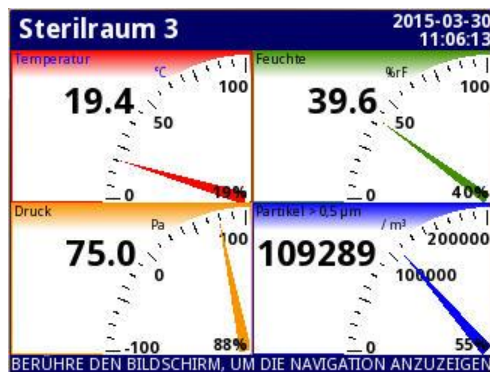 Sterilraum 3
2015-03-30
11:06:13
Temperatur
°C
100
19.4
50
0
19%
Feuchte
%rF
100
39.6
50
0
40%
Druck
Pa
100
75.0
0
-100
88%
Partikel > 0,5 µm
/ m³
200000
109289
100000
0
55%
BERÜHRE DEN BILDSCHIRM, UM DIE NAVIGATION ANZUZEIGEN